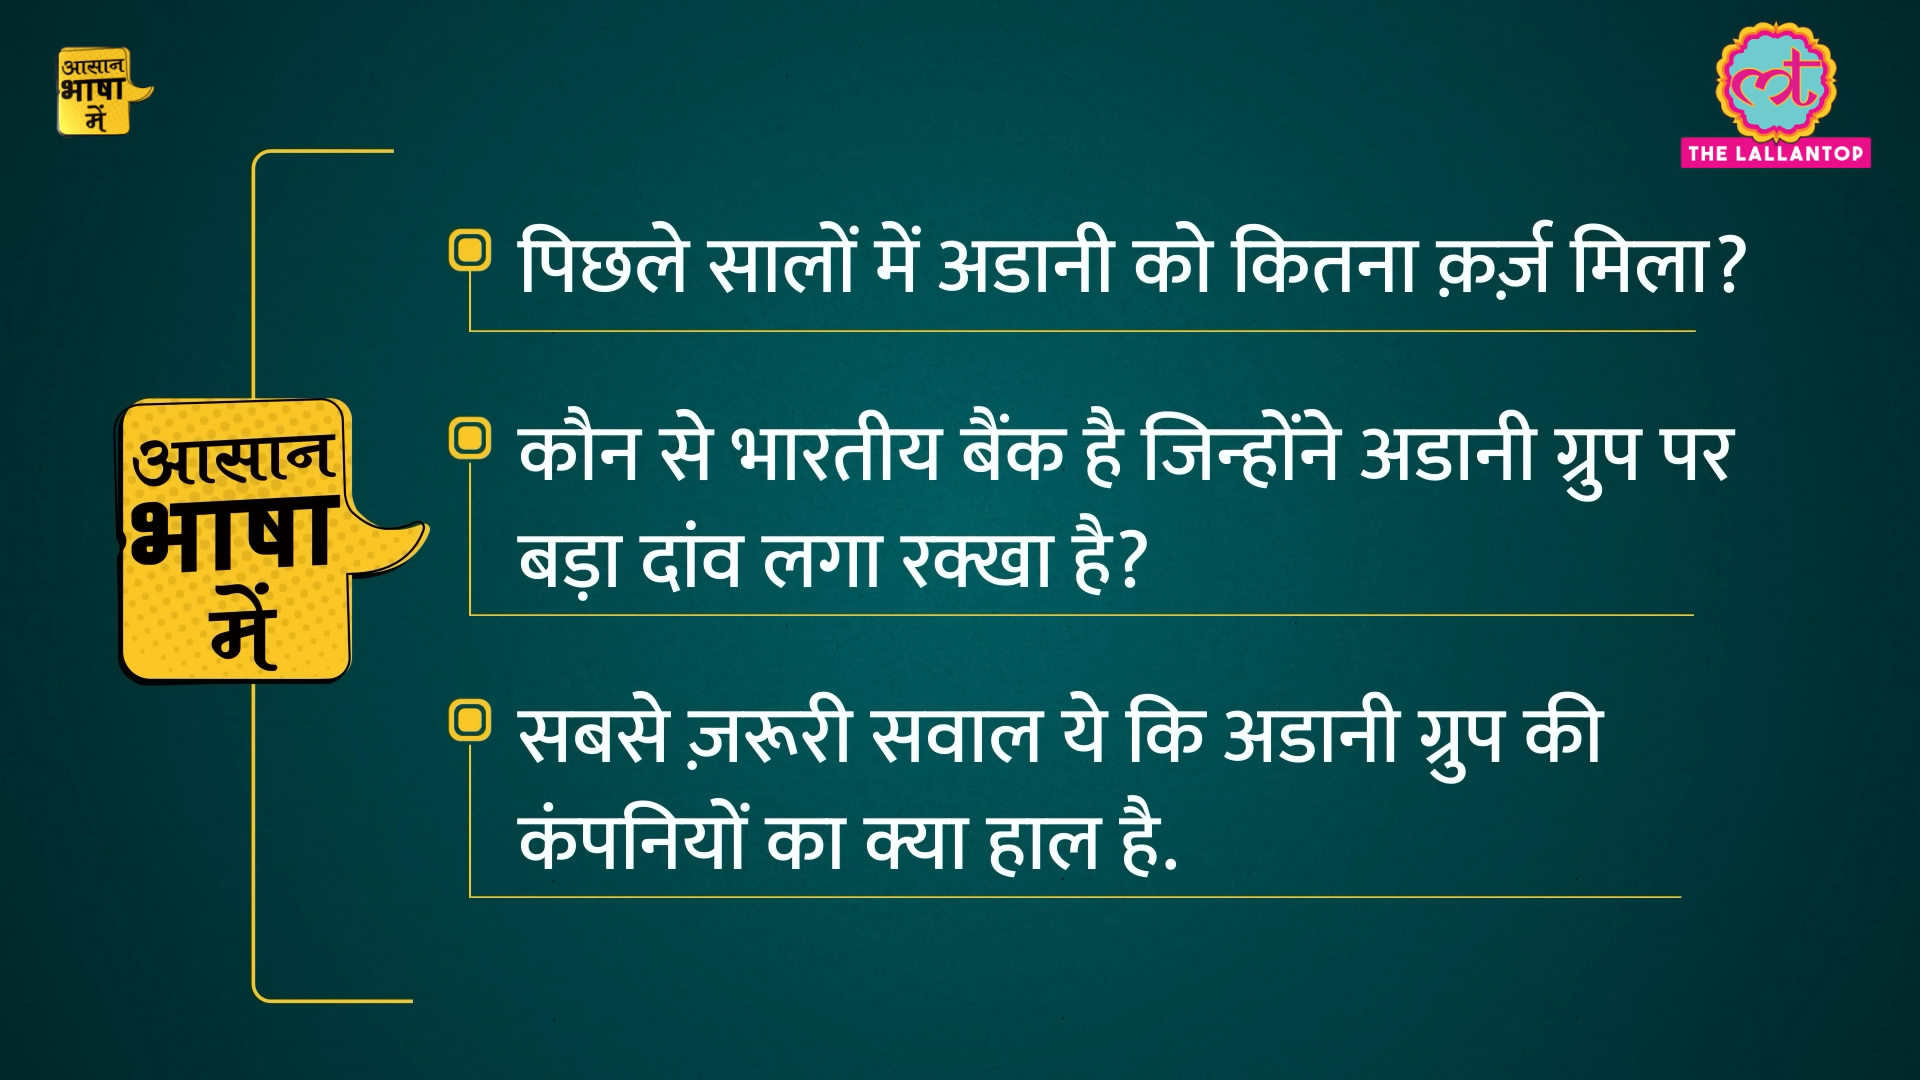 आसान
भाषा
में
THE LALLANTOP
पिछले सालों में अडानी को कितना क़र्ज़ मिला?
कौन से भारतीय बैंक है जिन्होंने अडानी ग्रुप पर
बड़ा दांव लगा रक्खा है?
आसान
भाषा
में
सबसे ज़रूरी सवाल ये कि अडानी ग्रुप की
कंपनियों का क्या हाल है.